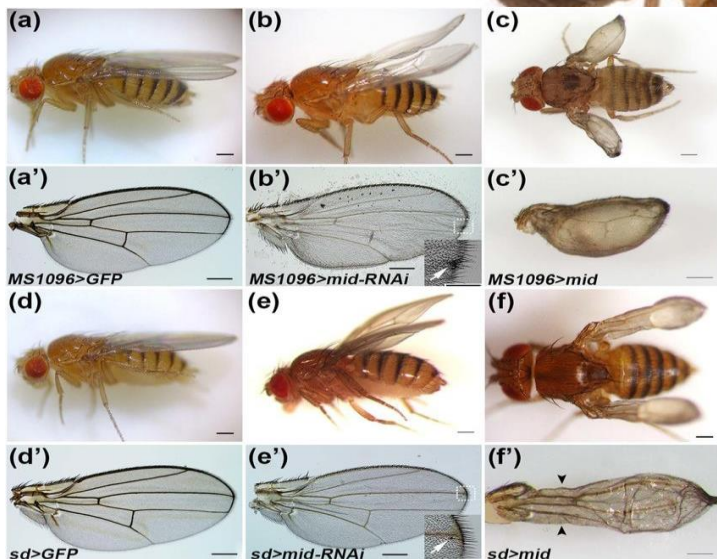 (a) (b) (c)
(a') (b') (c')
MS1096>GFP MS1096>mid-RNAi MS1096>mid
(d) (e) (f)
(d') (e') (f')
sd>GFP sd>mid-RNAi sd>mid